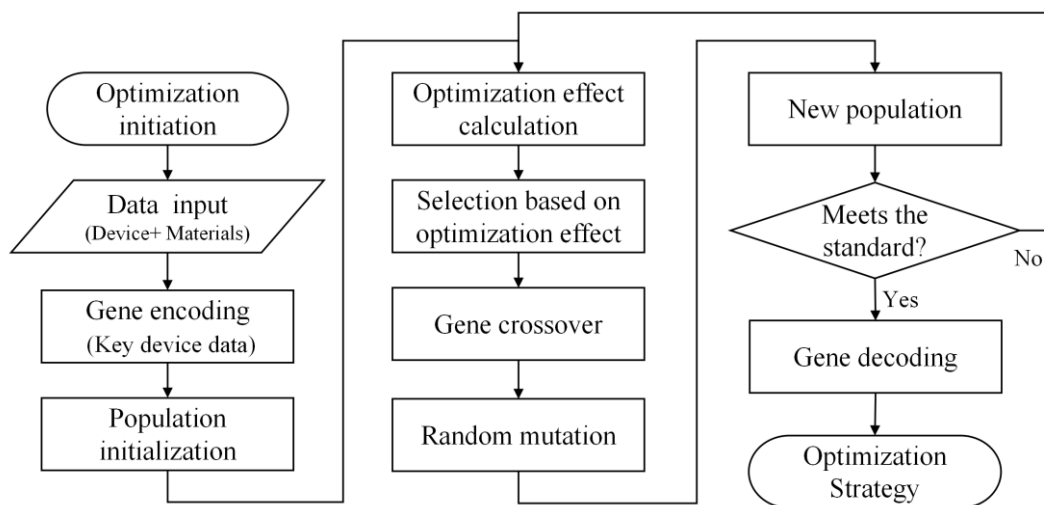 Optimization
initiation
Data input
(Device+ Materials)
Gene encoding
(Key device data)
Population
initialization
Optimization effect
calculation
Selection based on
optimization effect
Gene crossover
Random mutation
New population
Meets the
standard?
No
Yes
Gene decoding
Optimization
Strategy